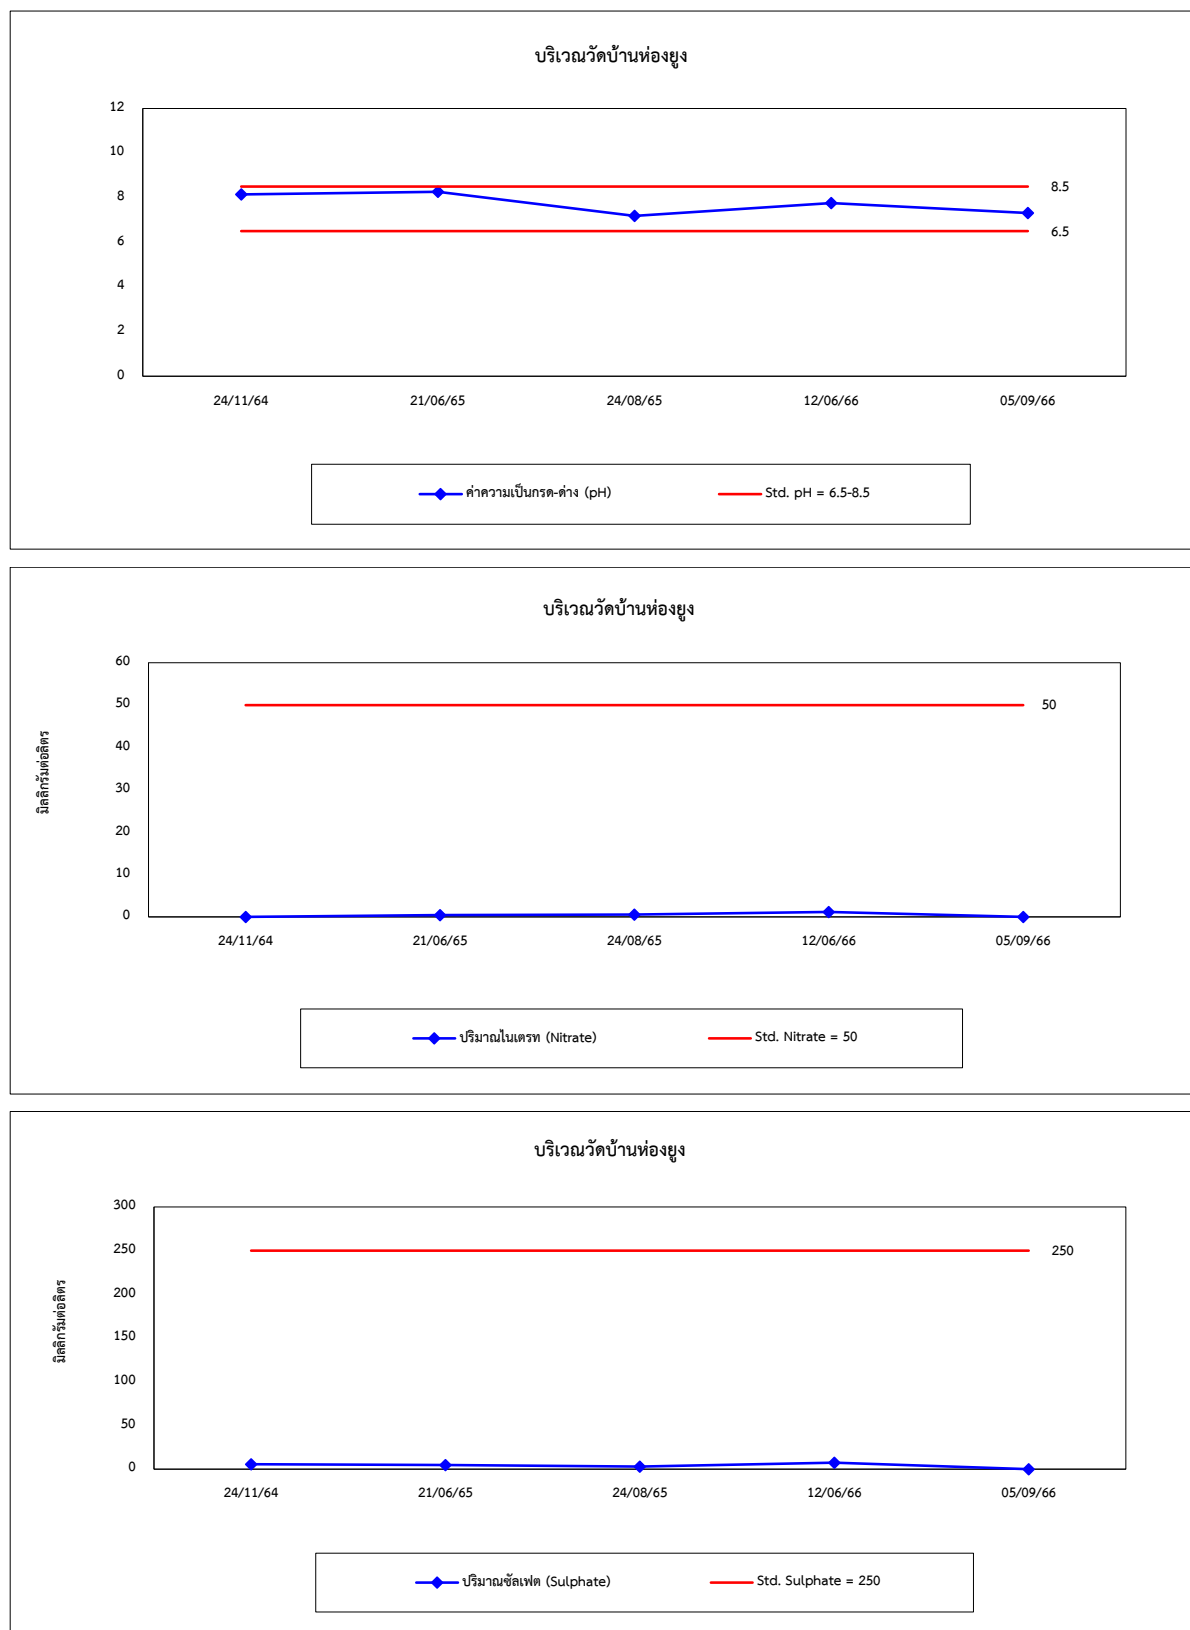 บริเวณวัดบ้านห่องยูง
12
10
8
6
4
2
0
8.5
6.5
24/11/64 21/06/65 24/08/65 12/06/66 05/09/66
ค่าความเป็นกรด-ด่าง (pH) Std. pH = 6.5-8.5
บริเวณวัดบ้านห่องยูง
มิลลิกรัมต่อลิตร
60
50
40
30
20
10
0
50
24/11/64 21/06/65 24/08/65 12/06/66 05/09/66
ปริมาณไนเตรท (Nitrate) Std. Nitrate = 50
บริเวณวัดบ้านห่องยูง
มิลลิกรัมต่อลิตร
300
250
200
150
100
50
0
250
24/11/64 21/06/65 24/08/65 12/06/66 05/09/66
ปริมาณซัลเฟต (Sulphate) Std. Sulphate = 250